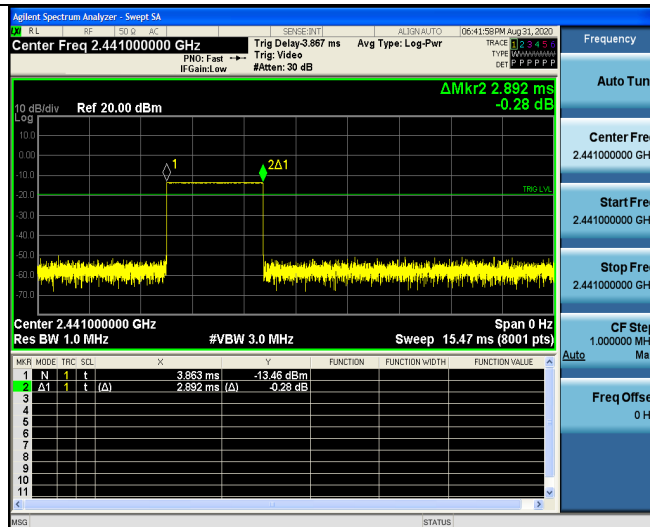 Agilent Spectrum Analyzer - Swept SA
LXI RL RF 50 Ω AC SENSE:INT ALIGN AUTO 06:41:58PM Aug 31, 2020
Center Freq 2.441000000 GHz
PNO: Fast
IFGain:Low
Trig Delay-3.867 ms
Trig: Video
#Atten: 30 dB
Avg Type: Log-Pwr
TRACE 1 2 3 4 5 6
TYPE WWWWWW
DET P P P P P P
ΔMkr2 2.892 ms
-0.28 dB
10 dB/div Ref 20.00 dBm
Log
10.0
0.00
-10.0
-20.0
-30.0
-40.0
-50.0
-60.0
-70.0
1
2Δ1
TRIG LVL
Center 2.441000000 GHz Span 0 Hz
Res BW 1.0 MHz #VBW 3.0 MHz Sweep 15.47 ms (8001 pts)
MKR MODE TRC SCL X Y FUNCTION FUNCTION WIDTH FUNCTION VALUE
1 N 1 t 3.863 ms -13.46 dBm
2 Δ1 1 t (Δ) 2.892 ms (Δ) -0.28 dB
3
4
5
6
7
8
9
10
11
MSG STATUS
Frequency
Auto Tun
Center Fre
2.441000000 GH
Start Fre
2.441000000 GH
Stop Fre
2.441000000 GH
CF Step
1.000000 MH
Auto Ma
Freq Offse
0 H